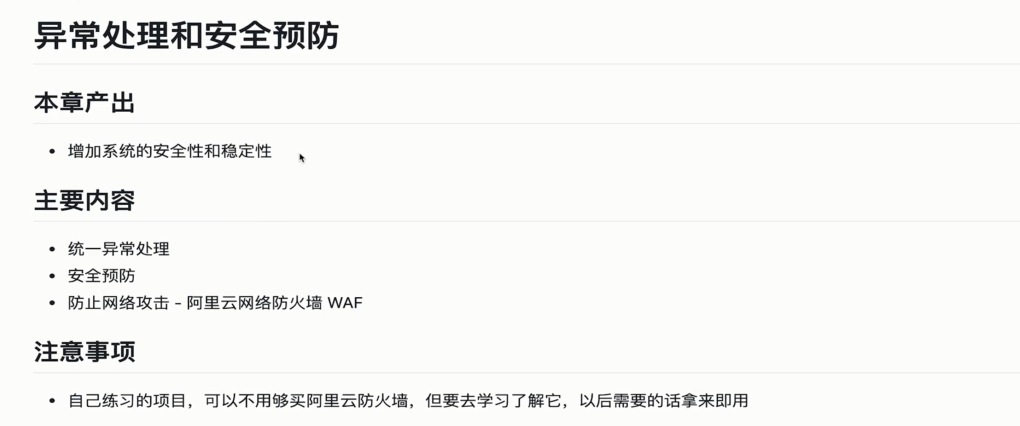 异常处理和安全预防
本章产出
• 增加系统的安全性和稳定性
主要内容
• 统一异常处理
• 安全预防
• 防止网络攻击 - 阿里云网络防火墙 WAF
注意事项
• 自己练习的项目，可以不用够买阿里云防火墙，但要去学习了解它，以后需要的话拿来即用